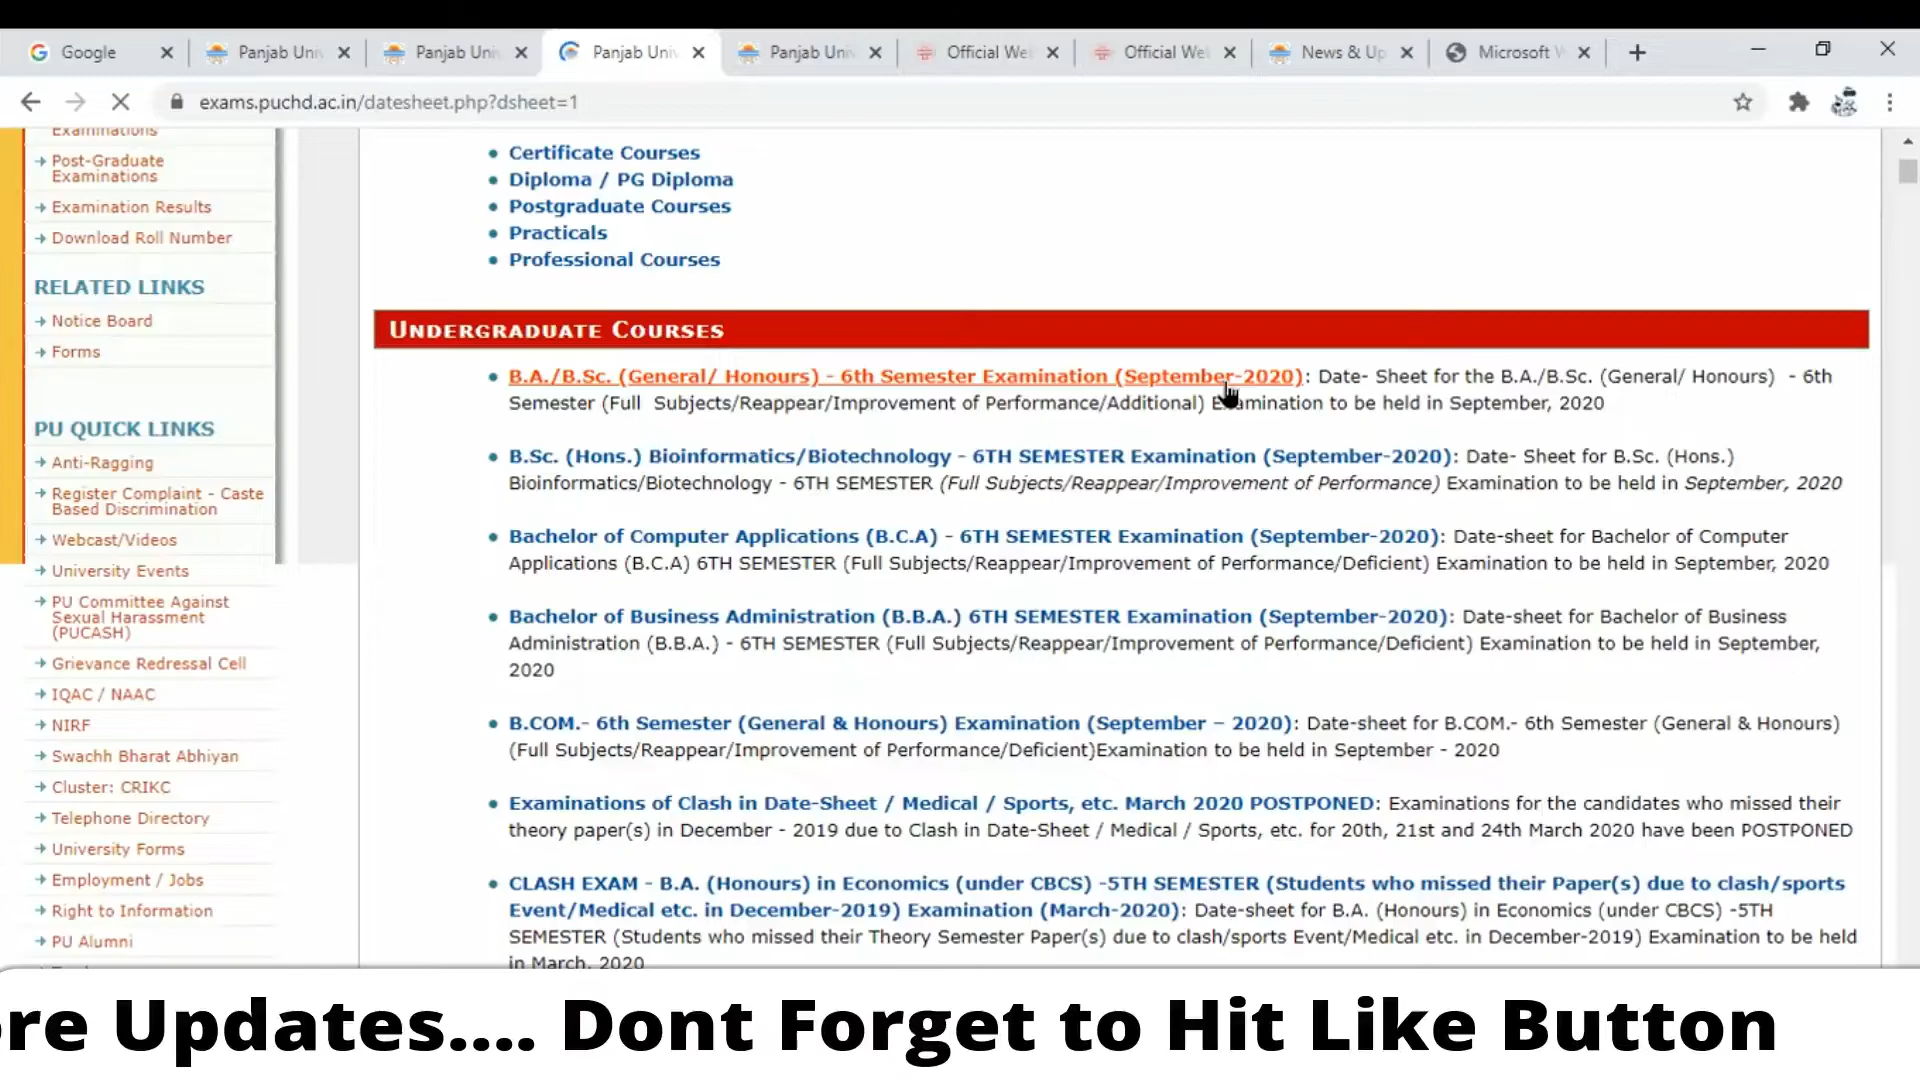 Google
Panjab Uni
Panjab Uni
Panjab Univ
Panjab Un
Official We
Official We
News & Up
Microsoft
exams.puchd.ac.in/datesheet.php?dsheet=1
Examinations
Post-Graduate
Examinations
Examination Results
Download Roll Number
RELATED LINKS
Notice Board
Forms
PU QUICK LINKS
Anti-Ragging
Register Complaint - Caste
Based Discrimination
Webcast/Videos
University Events
PU Committee Against
Sexual Harassment
(PUCASH)
Grievance Redressal Cell
IQAC / NAAC
NIRF
Swachh Bharat Abhiyan
Cluster: CRIKC
Telephone Directory
University Forms
Employment / Jobs
Right to Information
PU Alumni
Certificate Courses
Diploma / PG Diploma
Postgraduate Courses
Practicals
Professional Courses
UNDERGRADUATE COURSES
B.A./B.Sc. (General/ Honours) - 6th Semester Examination (September-2020): Date- Sheet for the B.A./B.Sc. (General/ Honours) - 6th
Semester (Full Subjects/Reappear/Improvement of Performance/Additional) Examination to be held in September, 2020
B.Sc. (Hons.) Bioinformatics/Biotechnology - 6TH SEMESTER Examination (September-2020): Date- Sheet for B.Sc. (Hons.)
Bioinformatics/Biotechnology - 6TH SEMESTER (Full Subjects/Reappear/Improvement of Performance) Examination to be held in September, 2020
Bachelor of Computer Applications (B.C.A) - 6TH SEMESTER Examination (September-2020): Date-sheet for Bachelor of Computer
Applications (B.C.A) 6TH SEMESTER (Full Subjects/Reappear/Improvement of Performance/Deficient) Examination to be held in September, 2020
Bachelor of Business Administration (B.B.A.) 6TH SEMESTER Examination (September-2020): Date-sheet for Bachelor of Business
Administration (B.B.A.) - 6TH SEMESTER (Full Subjects/Reappear/Improvement of Performance/Deficient) Examination to be held in September,
2020
B.COM.- 6th Semester (General & Honours) Examination (September – 2020): Date-sheet for B.COM.- 6th Semester (General & Honours)
(Full Subjects/Reappear/Improvement of Performance/Deficient)Examination to be held in September - 2020
Examinations of Clash in Date-Sheet / Medical / Sports, etc. March 2020 POSTPONED: Examinations for the candidates who missed their
theory paper(s) in December - 2019 due to Clash in Date-Sheet / Medical / Sports, etc. for 20th, 21st and 24th March 2020 have been POSTPONED
CLASH EXAM - B.A. (Honours) in Economics (under CBCS) -5TH SEMESTER (Students who missed their Paper(s) due to clash/sports
Event/Medical etc. in December-2019) Examination (March-2020): Date-sheet for B.A. (Honours) in Economics (under CBCS) -5TH
SEMESTER (Students who missed their Theory Semester Paper(s) due to clash/sports Event/Medical etc. in December-2019) Examination to be held
in March, 2020
ore Updates.... Dont Forget to Hit Like Button